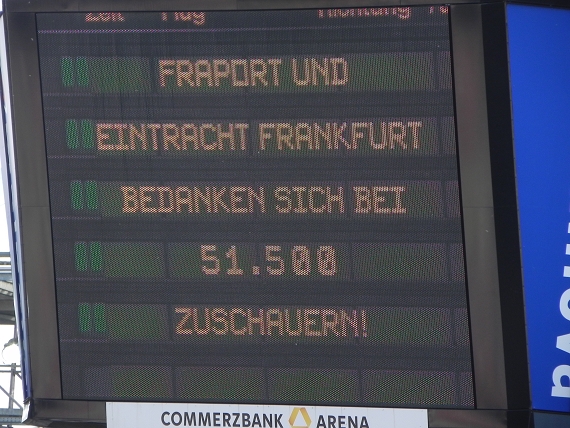 FRAPORT UND
EINTRACHT FRANKFURT
BEDANKEN SICH BEI
51.500
ZUSCHAUERN!
COMMERZBANK ARENA